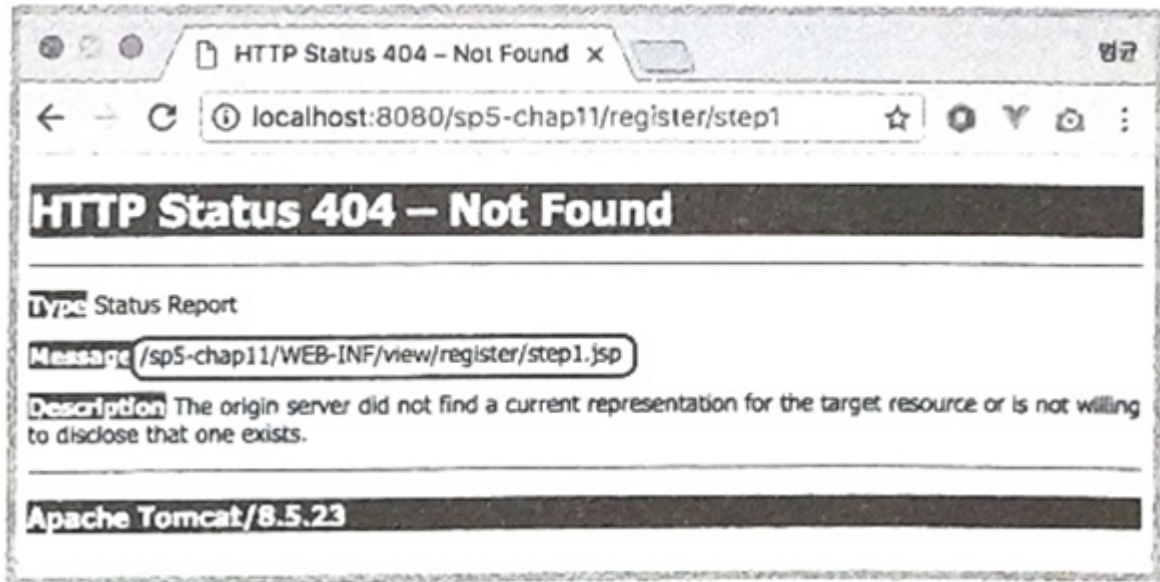 HTTP Status 404 – Not Found
범균
localhost:8080/sp5-chap11/register/step1
HTTP Status 404 – Not Found
Type Status Report
Message /sp5-chap11/WEB-INF/view/register/step1.jsp
Description The origin server did not find a current representation for the target resource or is not willing
to disclose that one exists.
Apache Tomcat/8.5.23